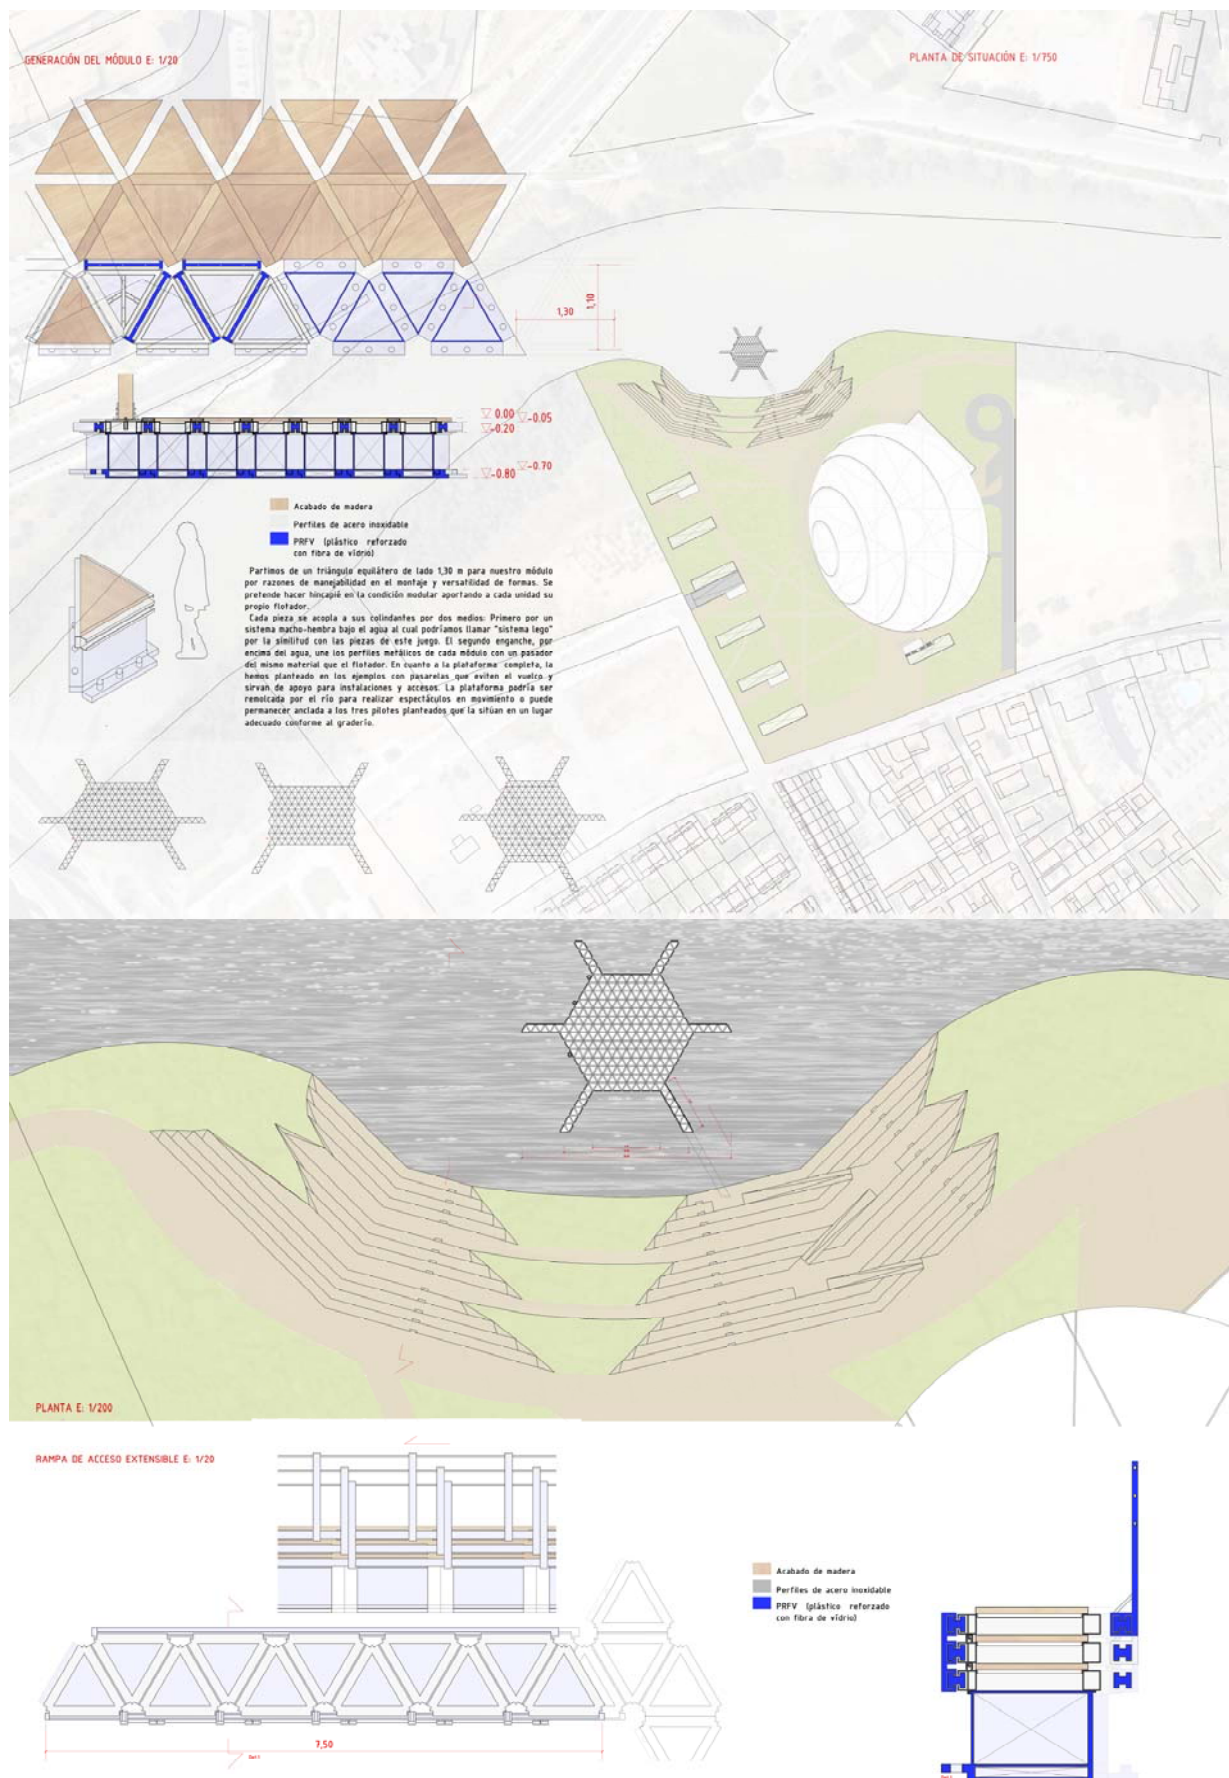 GENERACIÓN DEL MÓDULO E: 1/20
PLANTA DE SITUACIÓN E: 1/750
1,30
1,10
0.00
-0.05
-0.20
-0.70
-0.80
Acabado de madera
Perfiles de acero inoxidable
PRFV (plástico reforzado
con fibra de vidrio)
Partimos de un triángulo equilátero de lado 1,30 m para nuestro módulo
por razones de manejabilidad en el montaje y versatilidad de formas. Se
pretende hacer hincapié en la condición modular aportando a cada unidad su
propio flotador.
Cada pieza se acopla a sus colindantes por dos medios: Primero por un
sistema macho-hembra bajo el agua al cual podríamos llamar "sistema lego"
por la similitud con las piezas de este juego. El segundo enganche, por
encima del agua, une los perfiles metálicos de cada módulo con un pasador
del mismo material que el flotador. En cuanto a la plataforma completa, la
hemos planteado en los ejemplos con pasarelas que eviten el vuelco y
sirvan de apoyo para instalaciones y accesos. La plataforma podría ser
remolcada por el río para realizar espectáculos en movimiento o puede
permanecer anclada a los tres pilotes planteados que la sitúan en un lugar
adecuado conforme al graderío.
PLANTA E: 1/200
RAMPA DE ACCESO EXTENSIBLE E: 1/20
Acabado de madera
Perfiles de acero inoxidable
PRFV (plástico reforzado
con fibra de vidrio)
7,50